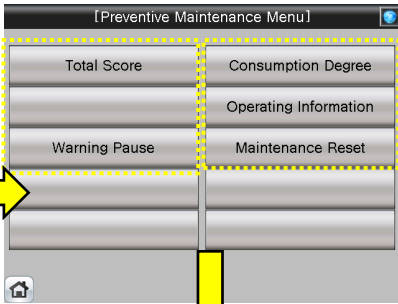 [Preventive Maintenance Menu]
Total Score
Consumption Degree
Operating Information
Warning Pause
Maintenance Reset